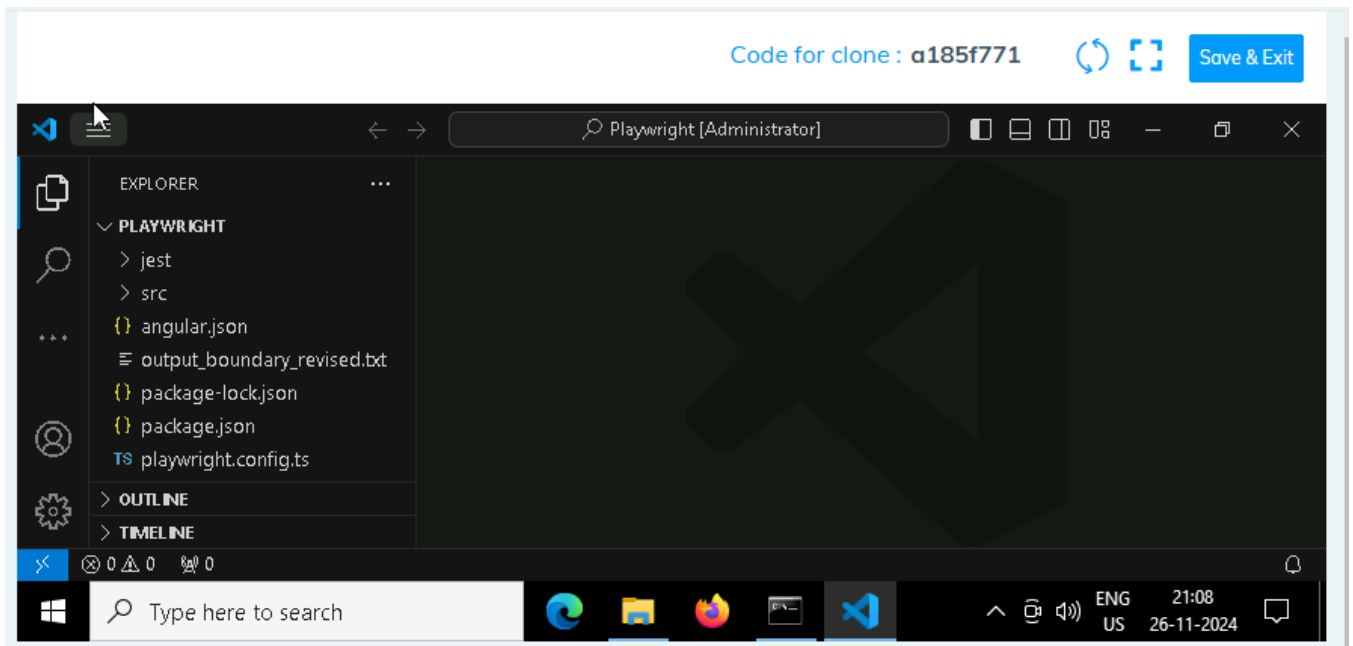 Code for clone : a185f771 Save & Exit
Playwright [Administrator]
EXPLORER
PLAYWRIGHT
jest
src
{} angular.json
output_boundary_revised.txt
{} package-lock.json
{} package.json
TS playwright.config.ts
OUTLINE
TIMELINE
0 0 0
Type here to search
ENG 21:08
US 26-11-2024